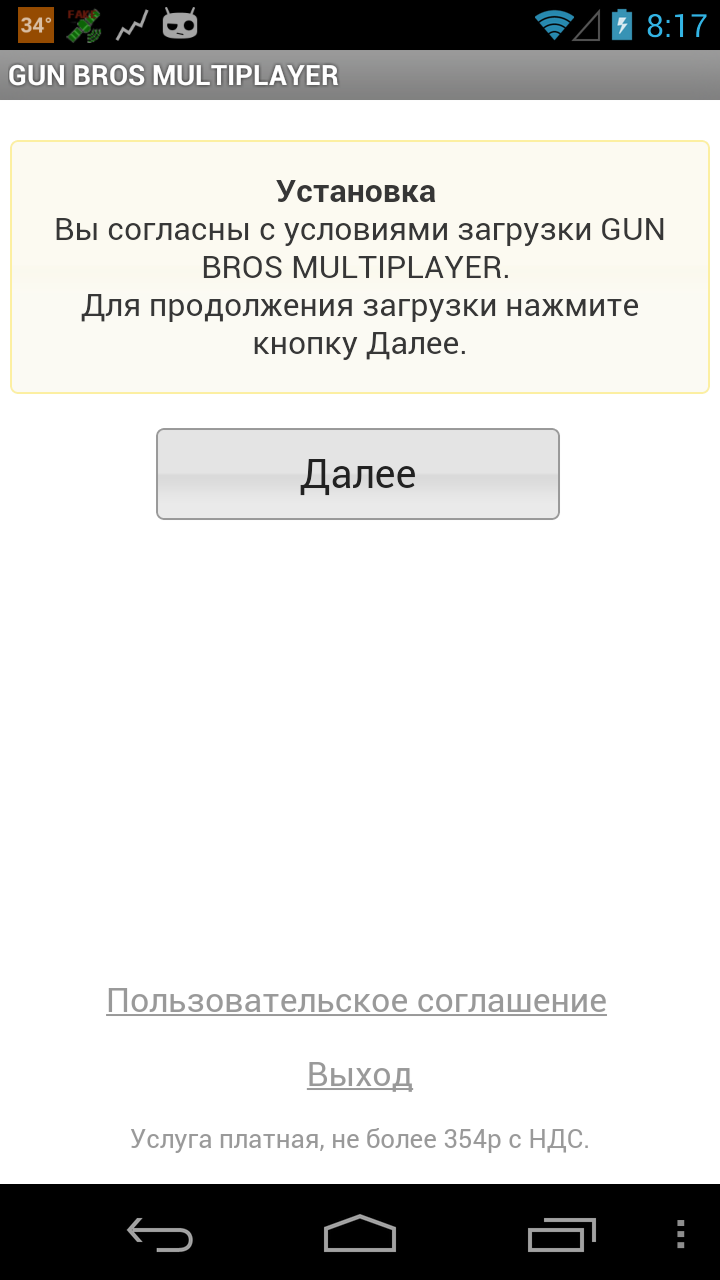 34°
FAKE
8:17
GUN BROS MULTIPLAYER
Установка
Вы согласны с условиями загрузки GUN
BROS MULTIPLAYER.
Для продолжения загрузки нажмите
кнопку Далее.
Далее
Пользовательское соглашение
Выход
Услуга платная, не более 354р с НДС.